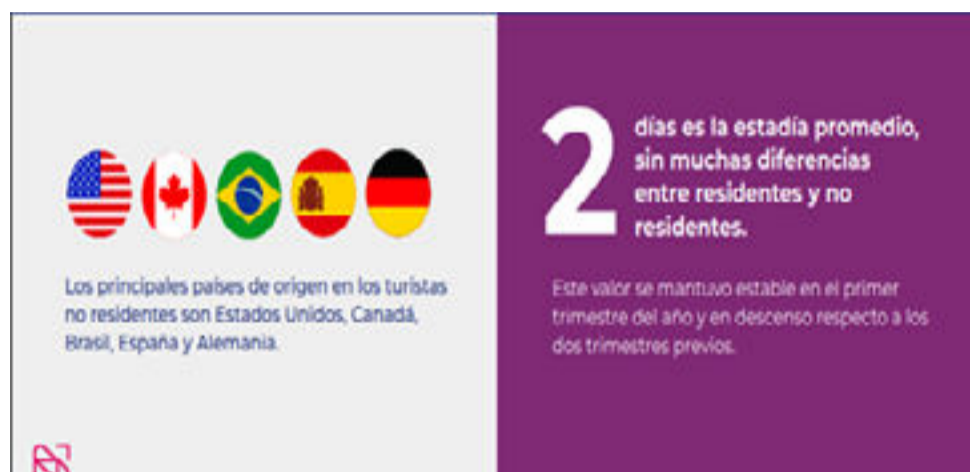 Los principales países de origen en los turistas
no residentes son Estados Unidos, Canadá,
Brasil, España y Alemania.
2
días es la estadía promedio,
sin muchas diferencias
entre residentes y no
residentes.
Este valor se mantuvo estable en el primer
trimestre del año y en descenso respecto a los
dos trimestres previos.